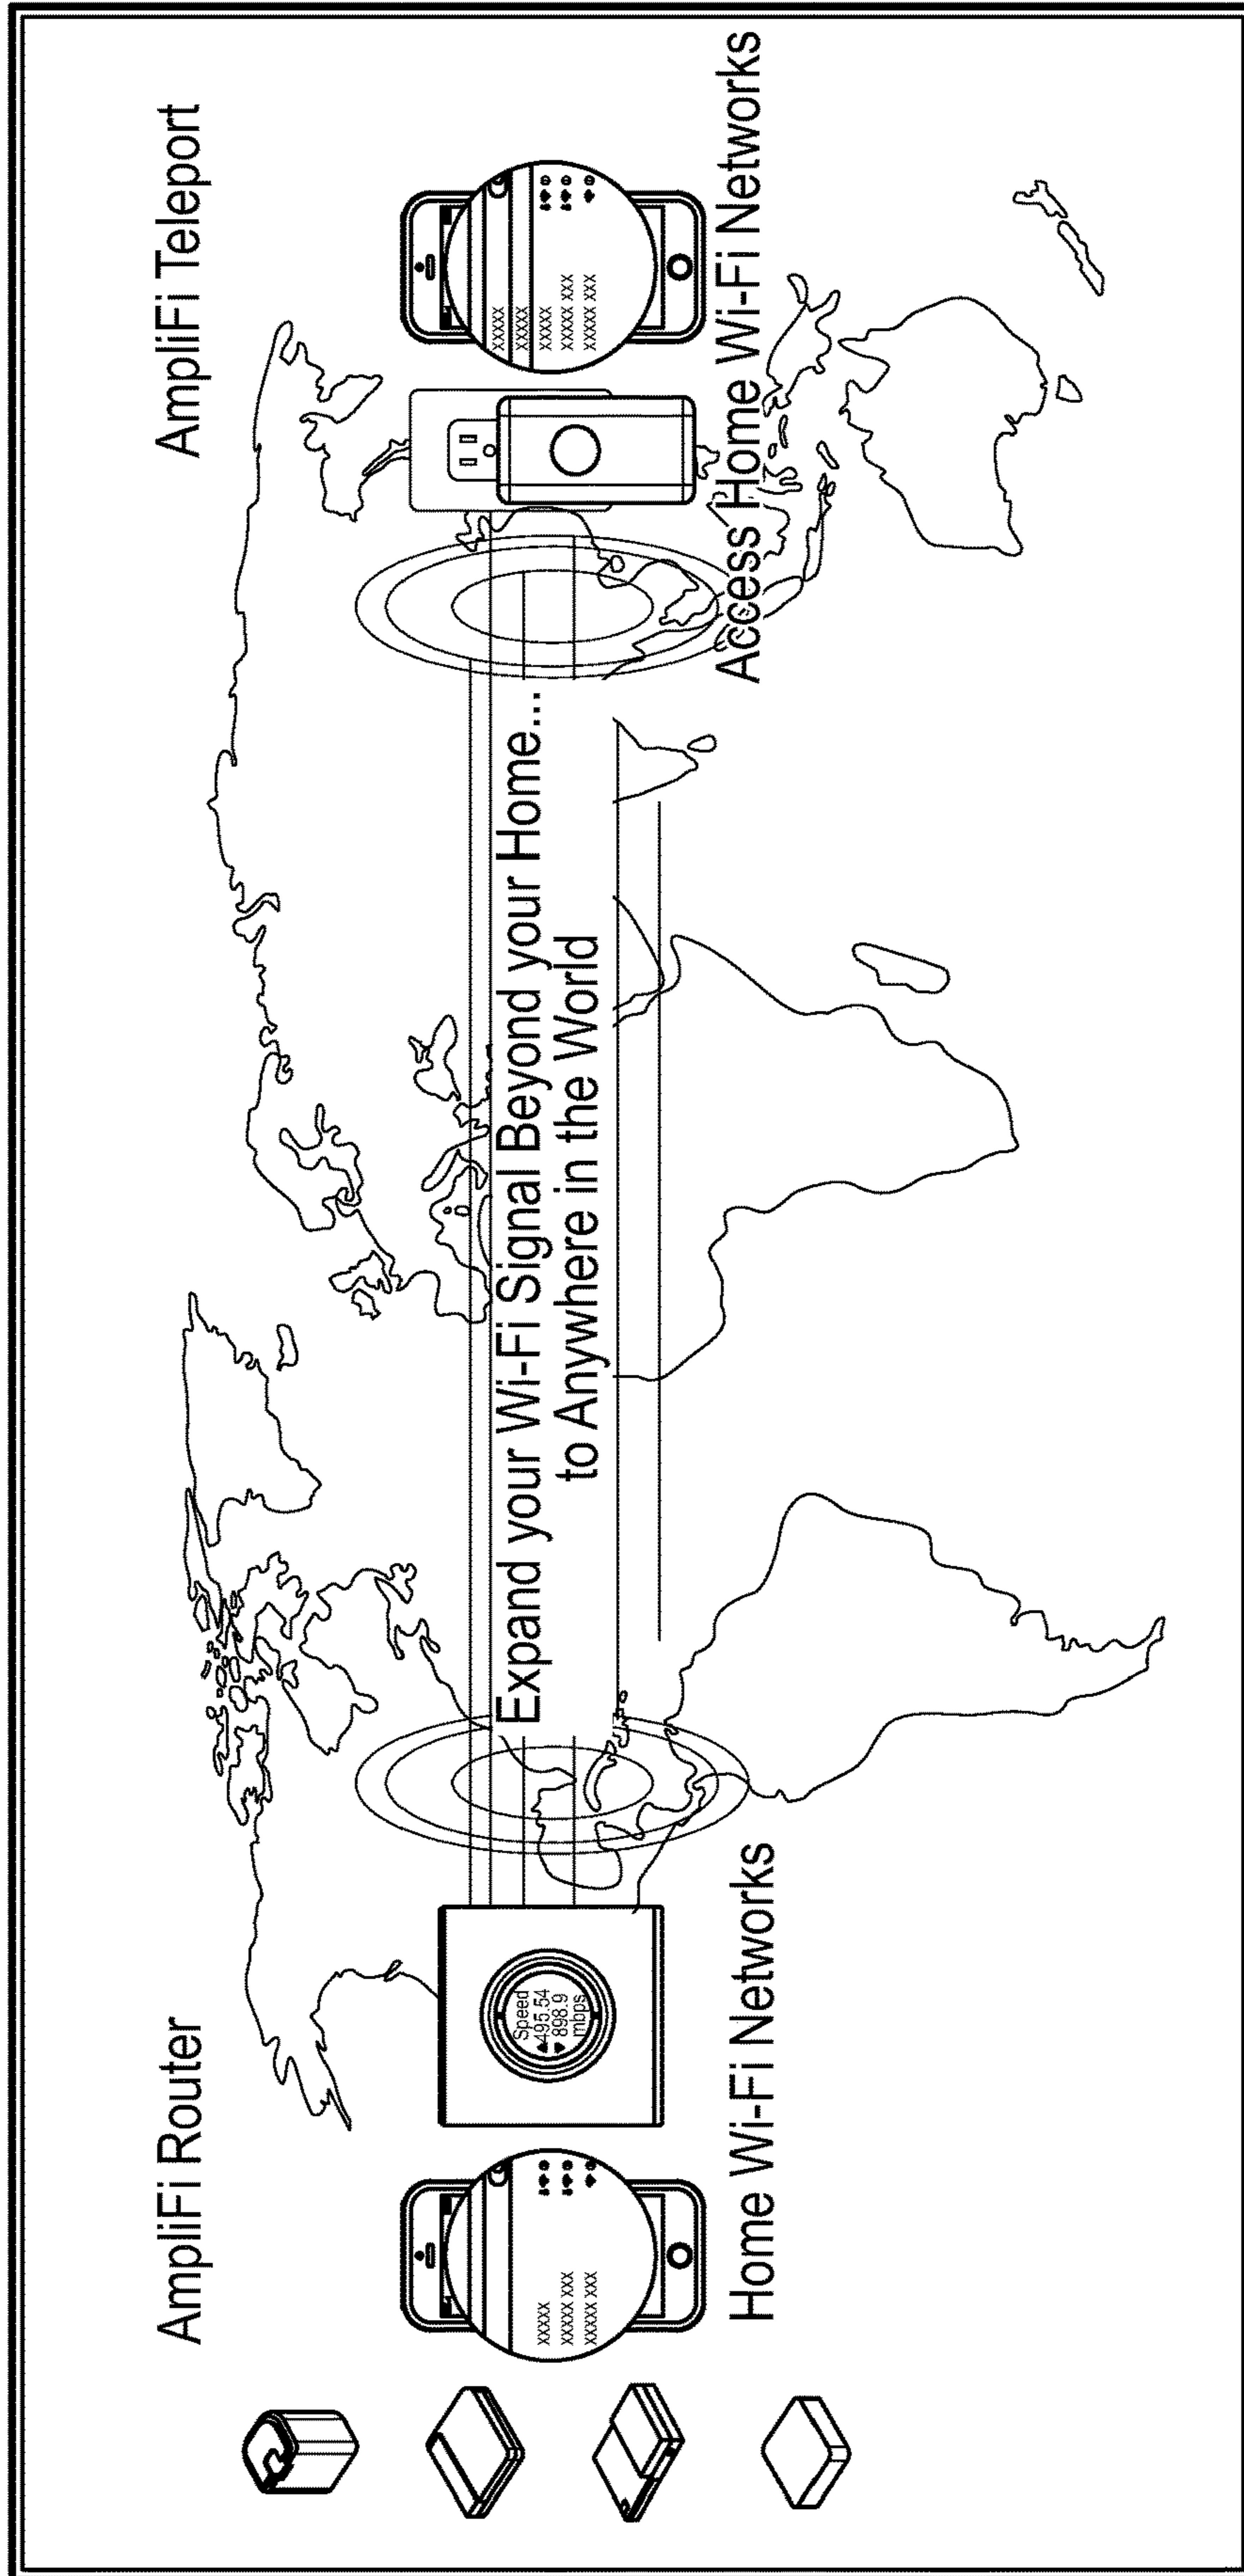 AmpliFi Router
AmpliFi Teleport
XXXXX
XXXXX XXX
XXXXX XXX
Speed
495.54
898.9
mbps
Expand your Wi-Fi Signal Beyond your Home...
to Anywhere in the World
XXXXX
XXXXX
XXXXX
XXXXX XXX
XXXXX XXX
Home Wi-Fi Networks
Access Home Wi-Fi Networks